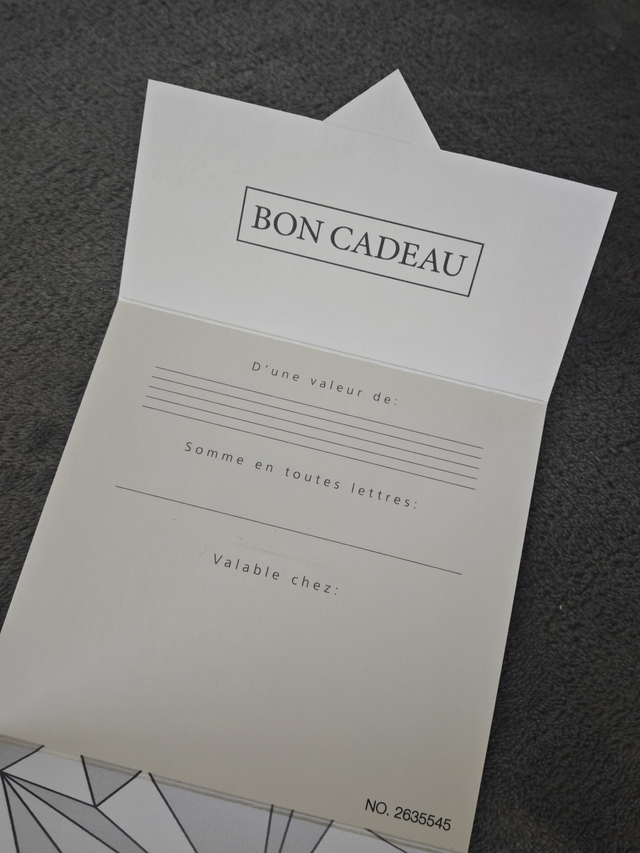 BON CADEAU
D'une valeur de:
Somme en toutes lettres:
Valable chez:
NO. 2635545